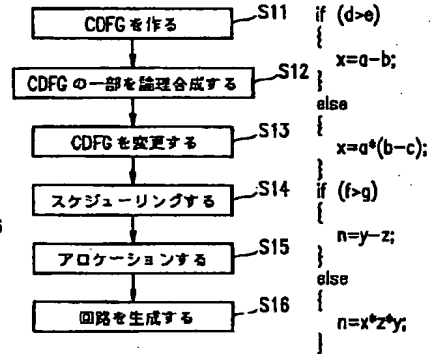 CDFGを作る
S11
CDFGの一部を論理合成する
S12
CDFGを変更する
S13
スケジューリングする
S14
アロケーションする
S15
回路を生成する
S16
if (d>e)
{
x=a-b;
}
else
{
x=a*(b-c);
}
if (f>g)
{
n=y-z;
}
else
{
n=x*z*y;
}